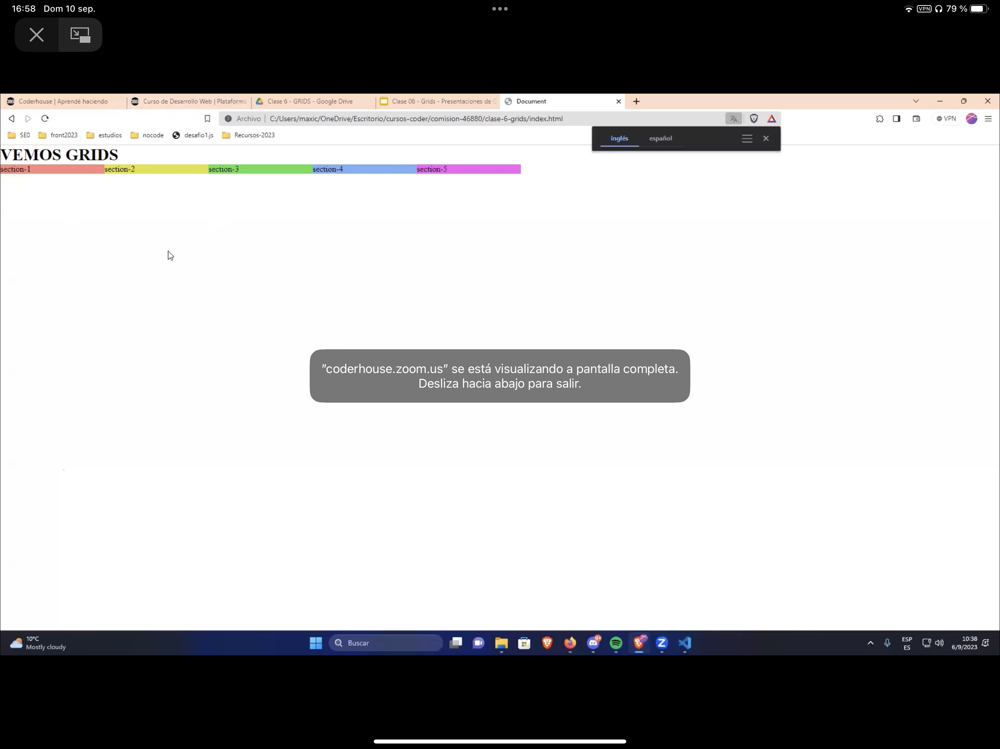 16:58 Dom 10 sep.
VPN 79 %
Coderhouse | Aprendé haciendo
Curso de Desarrollo Web | Plataforma
Clase 6 - GRIDS - Google Drive
Clase 06 - Grids - Presentaciones de G
Document
Archivo | C:/Users/maxic/OneDrive/Escritorio/cursos-coder/comision-46880/clase-6-grids/index.html
VPN
SEO front2023 estudios nocode desafio1.js Recursos-2023
inglés español
VEMOS GRIDS
section-1 section-2 section-3 section-4 section-5
"coderhouse.zoom.us" se está visualizando a pantalla completa.
Desliza hacia abajo para salir.
10°C
Mostly cloudy
Buscar
9+
ESP
ES
10:38
6/9/2023